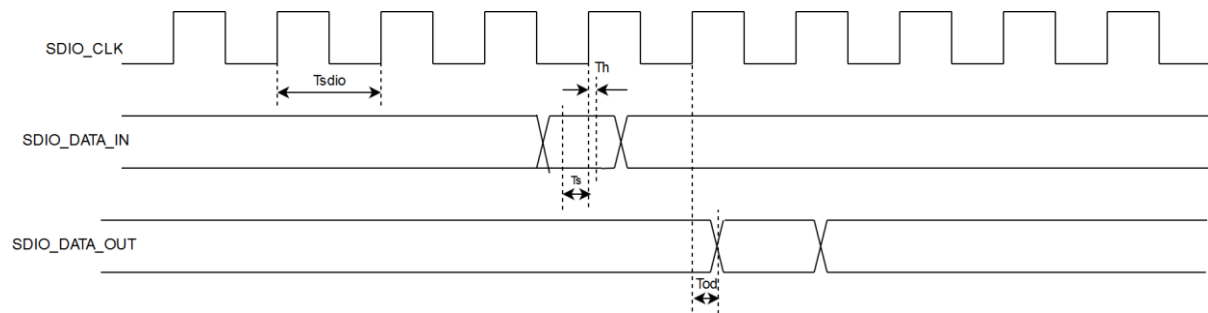 SDIO_CLK
Tsdio
Th
SDIO_DATA_IN
Ts
SDIO_DATA_OUT
Tod